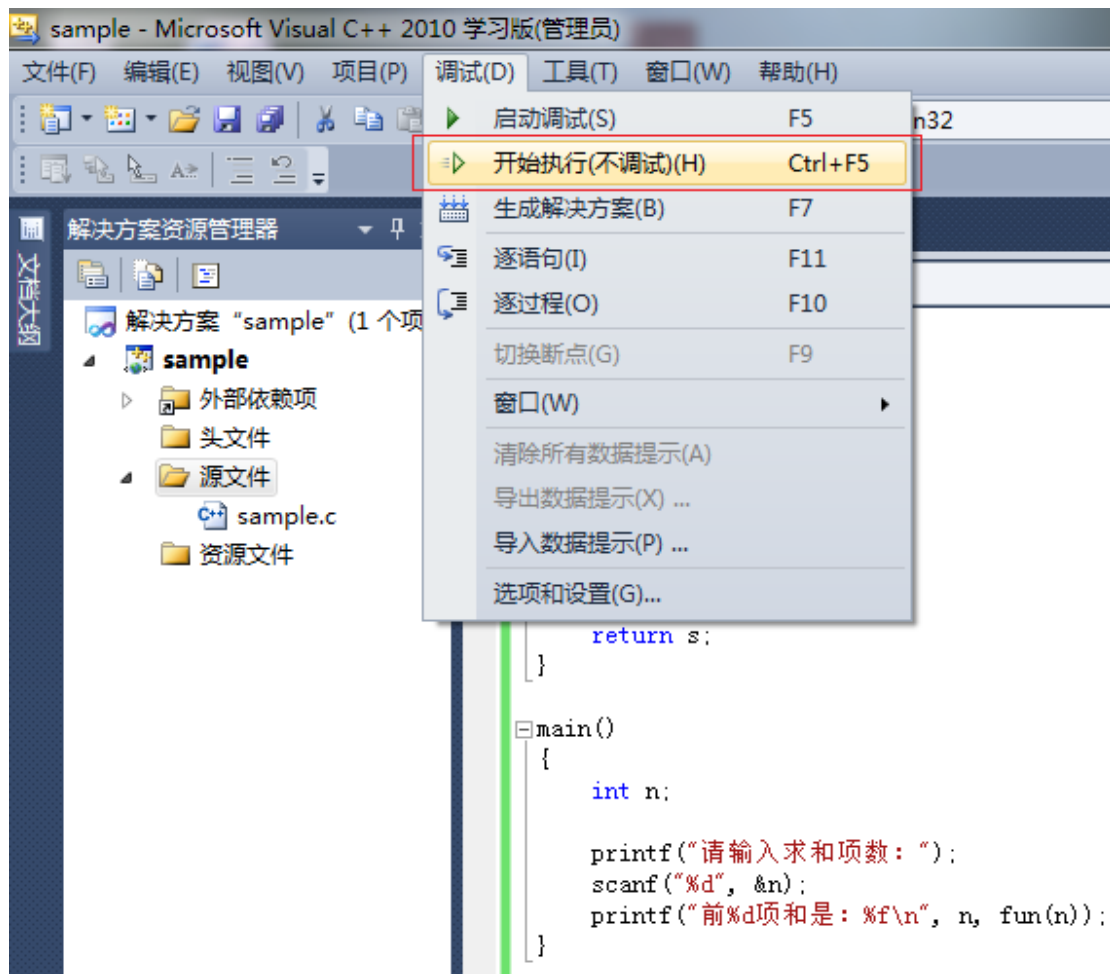 sample - Microsoft Visual C++ 2010 学习版(管理员)
文件(F) 编辑(E) 视图(V) 项目(P) 调试(D) 工具(T) 窗口(W) 帮助(H)
启动调试(S) F5
n32
开始执行(不调试)(H) Ctrl+F5
生成解决方案(B) F7
逐语句(I) F11
逐过程(O) F10
切换断点(G) F9
窗口(W)
清除所有数据提示(A)
导出数据提示(X) ...
导入数据提示(P) ...
选项和设置(G)...
文档大纲
解决方案资源管理器
解决方案 “sample” (1 个项
sample
外部依赖项
头文件
源文件
sample.c
资源文件
return s;
}
main()
{
int n;
printf("请输入求和项数: ");
scanf("%d", &n);
printf("前%d项和是: %f\n", n, fun(n));
}